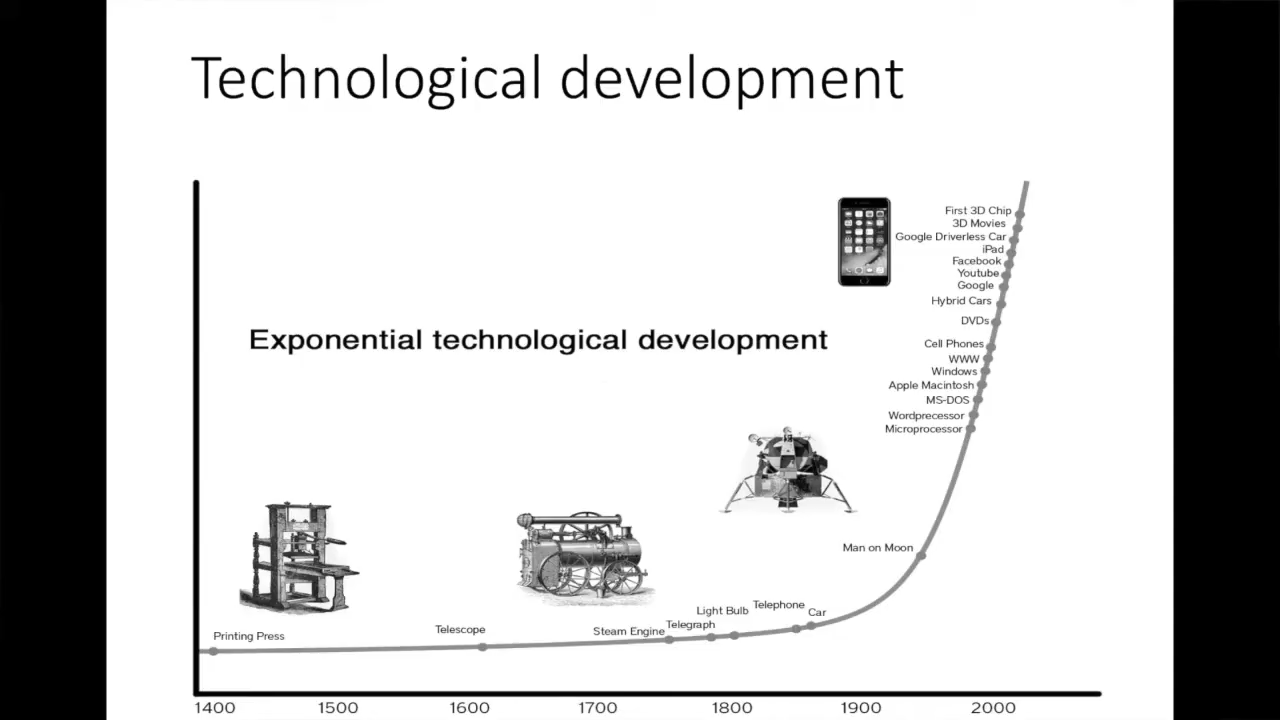 Technological development
First 3D Chip
3D Movies
Google Driverless Car
iPad
Facebook
Youtube
Google
Hybrid Cars
DVDs
Exponential technological development
Cell Phones
WWW
Windows
Apple Macintosh
MS-DOS
Wordprecessor
Microprocessor
Man on Moon
Light Bulb
Telephone
Car
Printing Press
Telescope
Steam Engine
Telegraph
1400 1500 1600 1700 1800 1900 2000